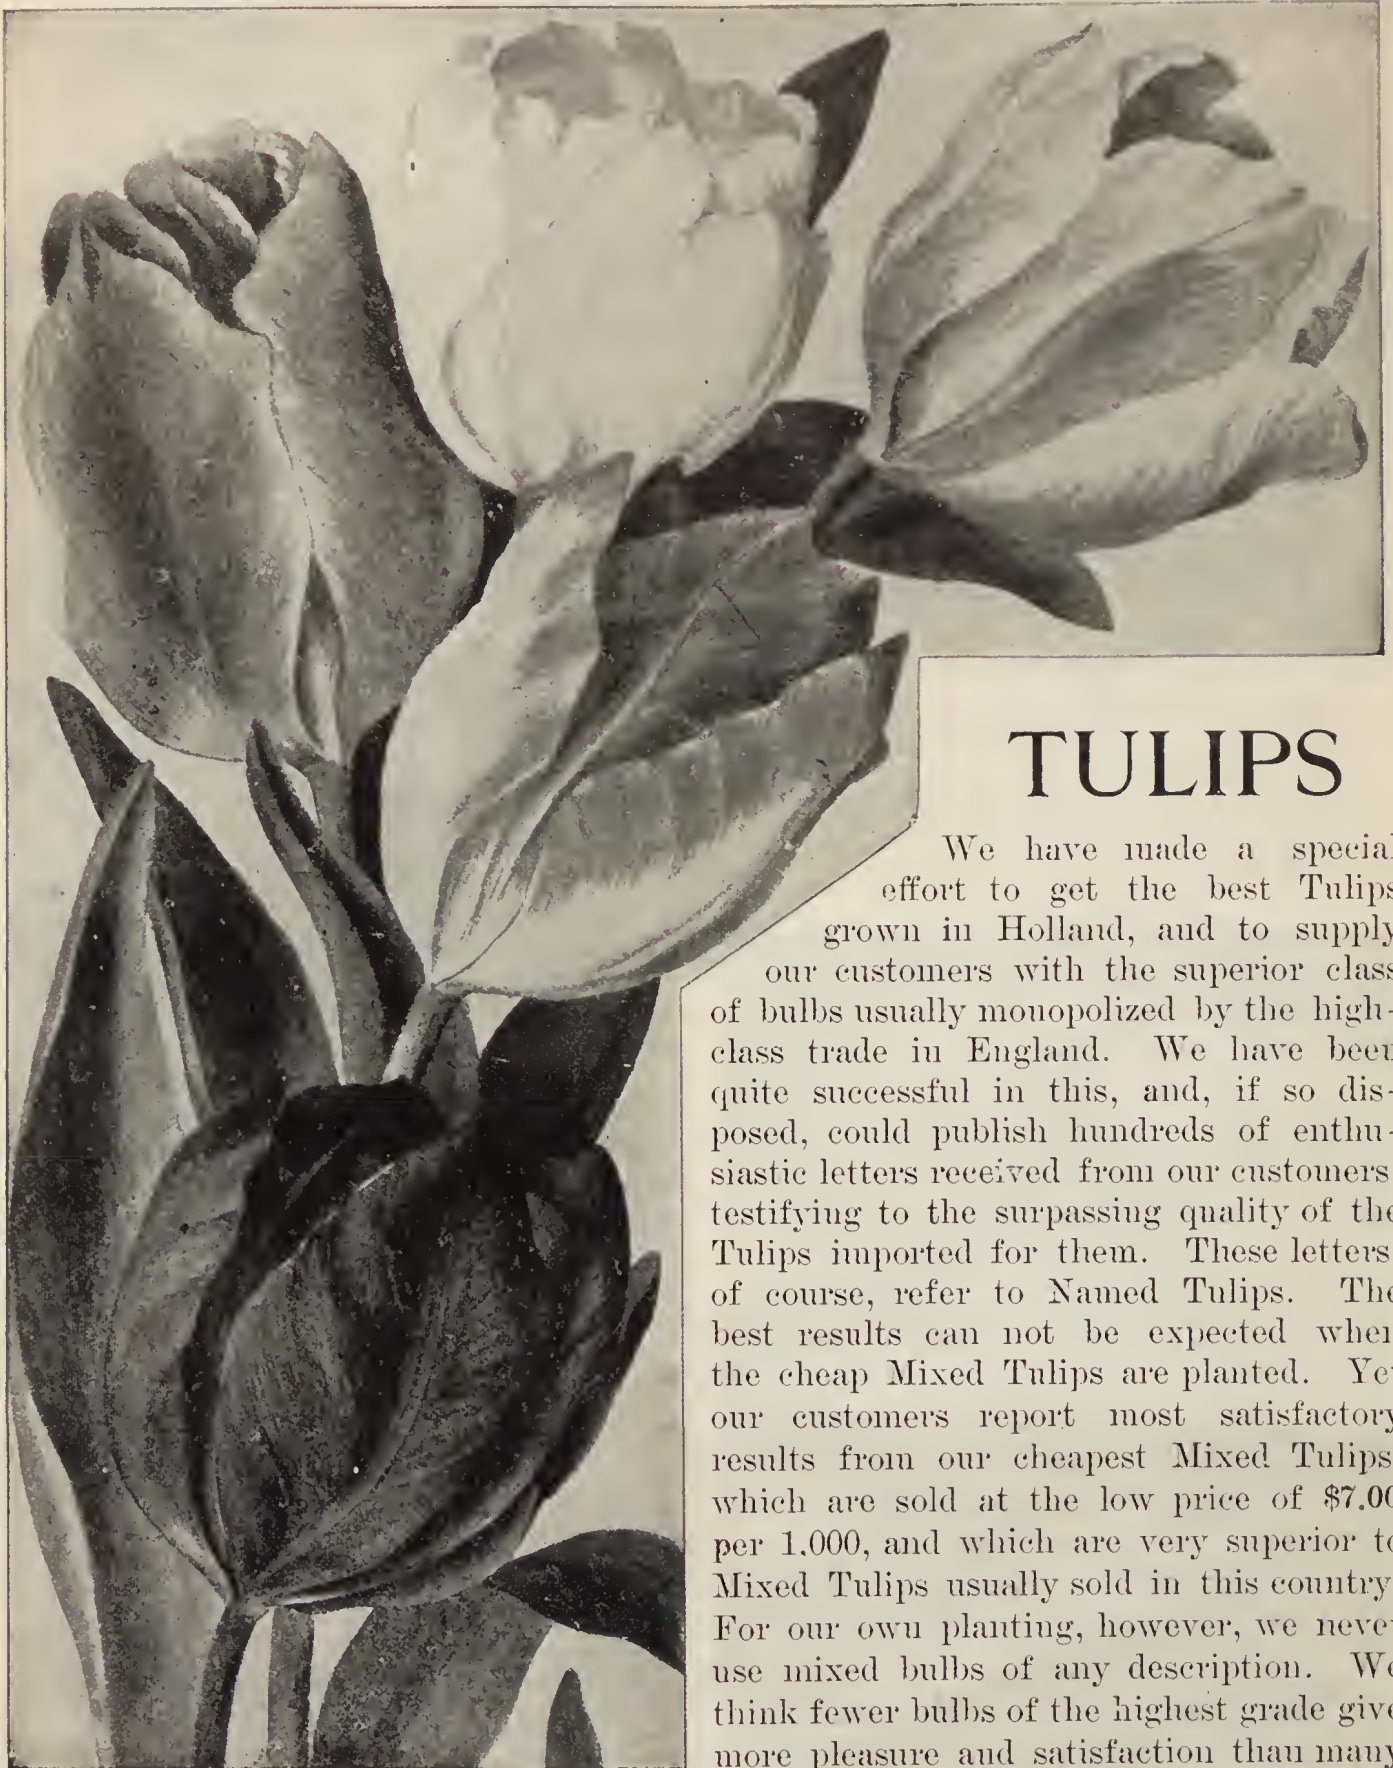 TULIPS
We have made a special
effort to get the best Tulips
grown in Holland, and to supply
our customers with the superior class
of bulbs usually monopolized by the high-
class trade in England. We have been
quite successful in this, and, if so dis-
posed, could publish hundreds of enthu-
siastic letters received from our customers
testifying to the surpassing quality of the
Tulips imported for them. These letters
of course, refer to Named Tulips. The
best results can not be expected when
the cheap Mixed Tulips are planted. Yet
our customers report most satisfactory
results from our cheapest Mixed Tulips
which are sold at the low price of $7.00
per 1.000, and which are very superior to
Mixed Tulips usually sold in this country
For our own planting, however, we never
use mixed bulbs of any description. We
think fewer bulbs of the highest grade give
more pleasure and satisfaction than many